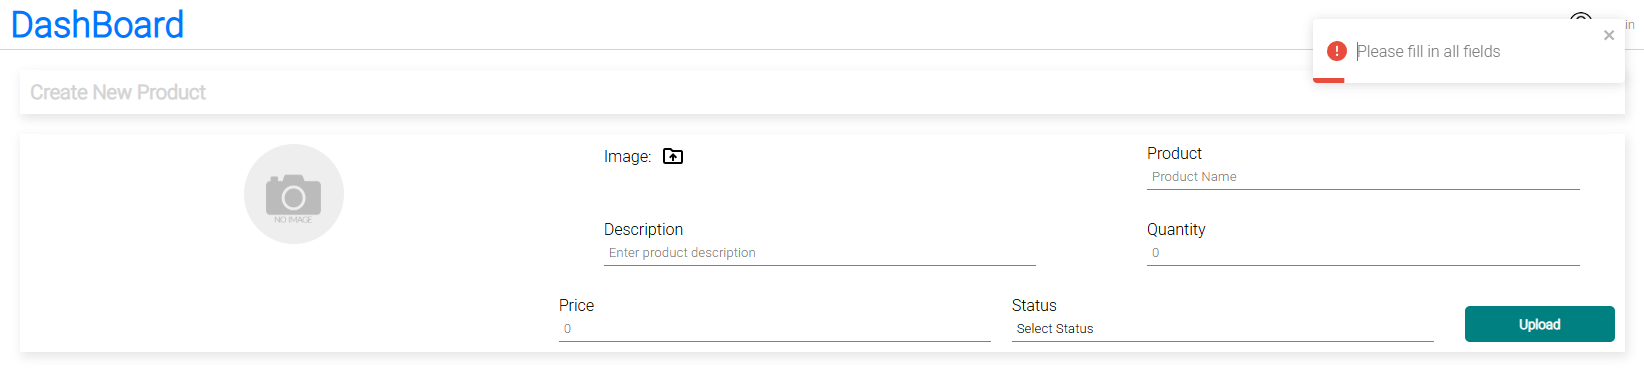 DashBoard
in
Please fill in all fields
Create New Product
NO IMAGE
Image:
Product
Product Name
Description
Enter product description
Quantity
0
Price
0
Status
Select Status
Upload